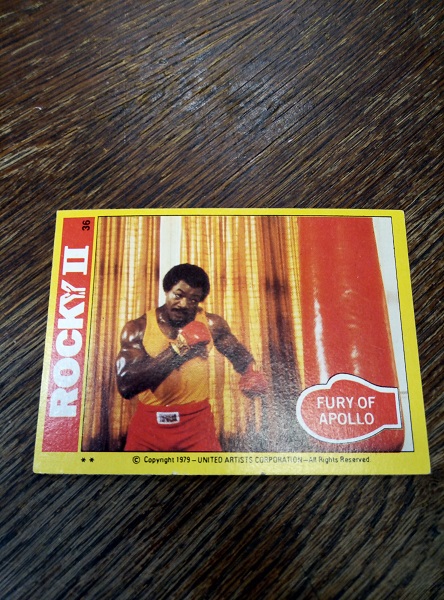 36
ROCKY II
FURY OF
APOLLO
** © Copyright 1979 — UNITED ARTISTS CORPORATION — All Rights Reserved.